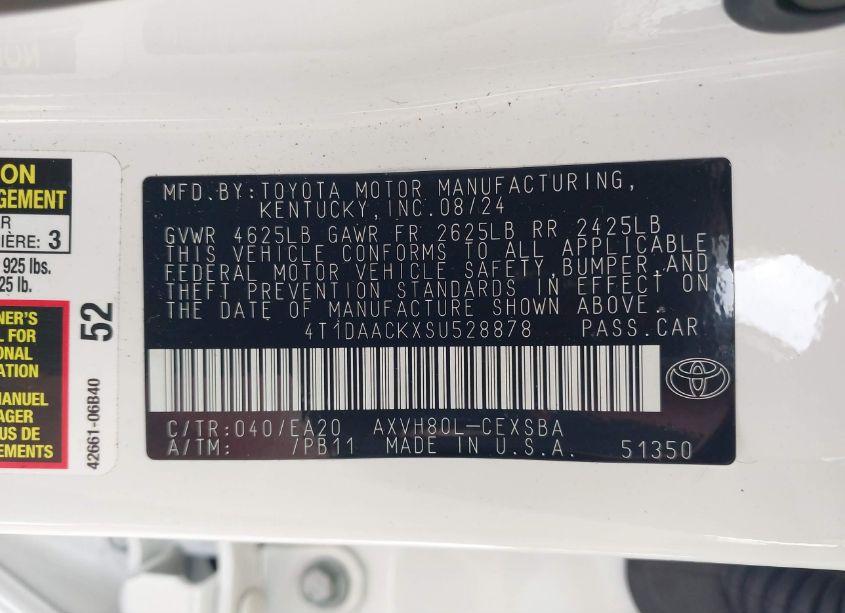 ON
GEMENT
R
IÈRE: 3
925 lbs.
25 lb.
NER'S
L FOR
ONAL
ATION
MANUEL
AGER
US DE
EMENTS
52
42661-06B40
MFD.BY:TOYOTA MOTOR MANUFACTURING,
KENTUCKY,INC.08/24
GVWR 4625LB GAWR FR 2625LB RR 2425LB
THIS VEHICLE CONFORMS TO ALL APPLICABLE
FEDERAL MOTOR VEHICLE SAFETY,BUMPER,AND
THEFT PREVENTION STANDARDS IN EFFECT ON
THE DATE OF MANUFACTURE SHOWN ABOVE.
4T1DAACKXSU528878 PASS.CAR
C/TR:040/EA20 AXVH80L-CEXSBA
A/TM: 7PB11 MADE IN U.S.A. 51350